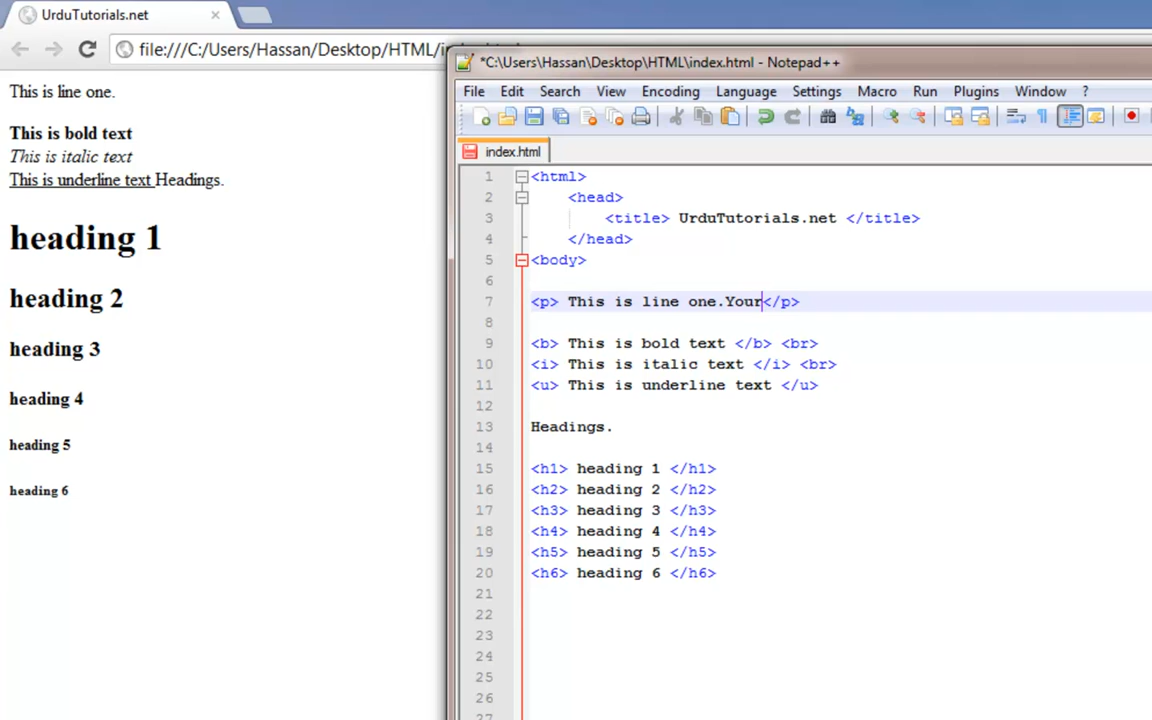 UrduTutorials.net
file:///C:/Users/Hassan/Desktop/HTML/
This is line one.
This is bold text
This is italic text
This is underline text Headings.
heading 1
heading 2
heading 3
heading 4
heading 5
heading 6
*C:\Users\Hassan\Desktop\HTML\index.html - Notepad++
File Edit Search View Encoding Language Settings Macro Run Plugins Window ?
index.html
1 <html>
2 <head>
3 <title> UrduTutorials.net </title>
4 </head>
5 <body>
6
7 <p> This is line one.Your</p>
8
9 <b> This is bold text </b> <br>
10 <i> This is italic text </i> <br>
11 <u> This is underline text </u>
12
13 Headings.
14
15 <h1> heading 1 </h1>
16 <h2> heading 2 </h2>
17 <h3> heading 3 </h3>
18 <h4> heading 4 </h4>
19 <h5> heading 5 </h5>
20 <h6> heading 6 </h6>
21
22
23
24
25
26
27